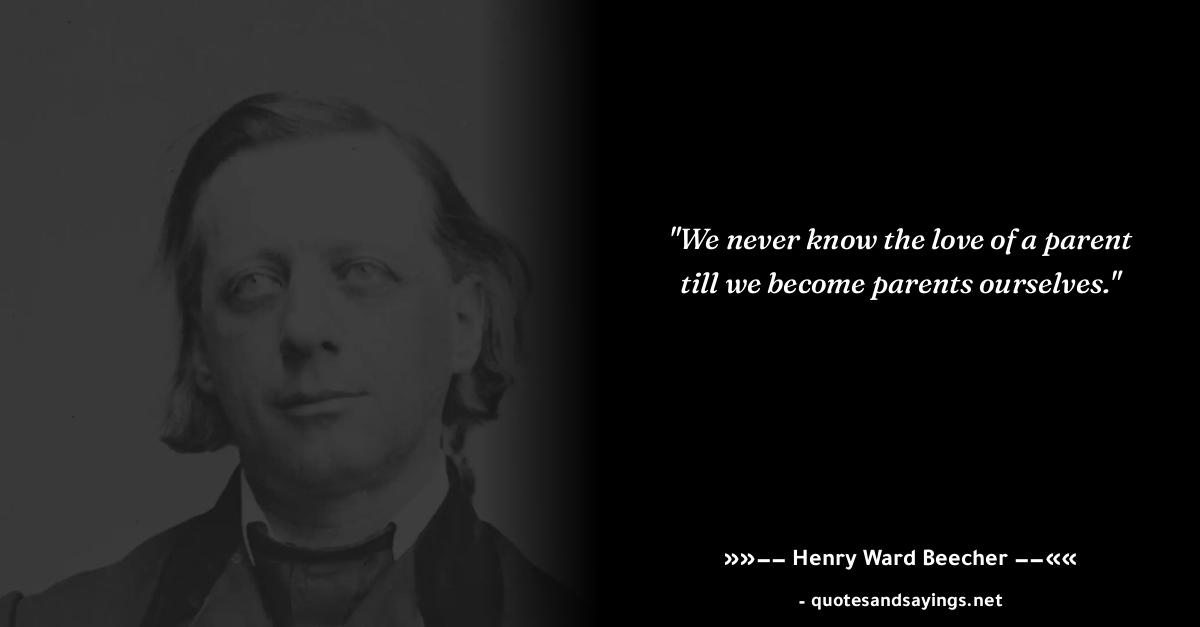 "We never know the love of a parent
till we become parents ourselves."
»»−− Henry Ward Beecher −−««
- quotesandsayings.net